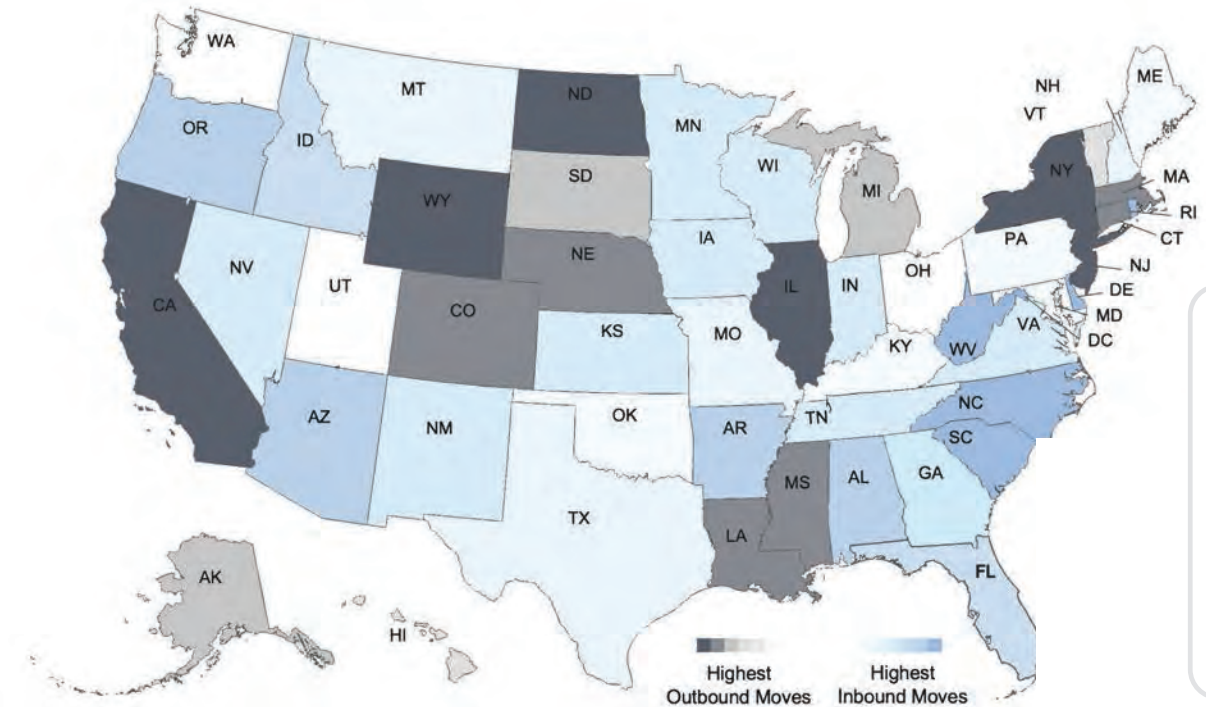 WA
MT
ND
MN
OR
ID
SD
WI
WY
NE
IA
MI
NV
UT
CO
KS
MO
IL
IN
OH
KY
PA
NY
NH
VT
ME
MA
RI
CT
NJ
DE
MD
DC
VA
WV
CA
AZ
NM
OK
AR
TN
NC
SC
MS
AL
GA
LA
TX
FL
AK
HI
Highest
Outbound Moves
Highest
Inbound Moves